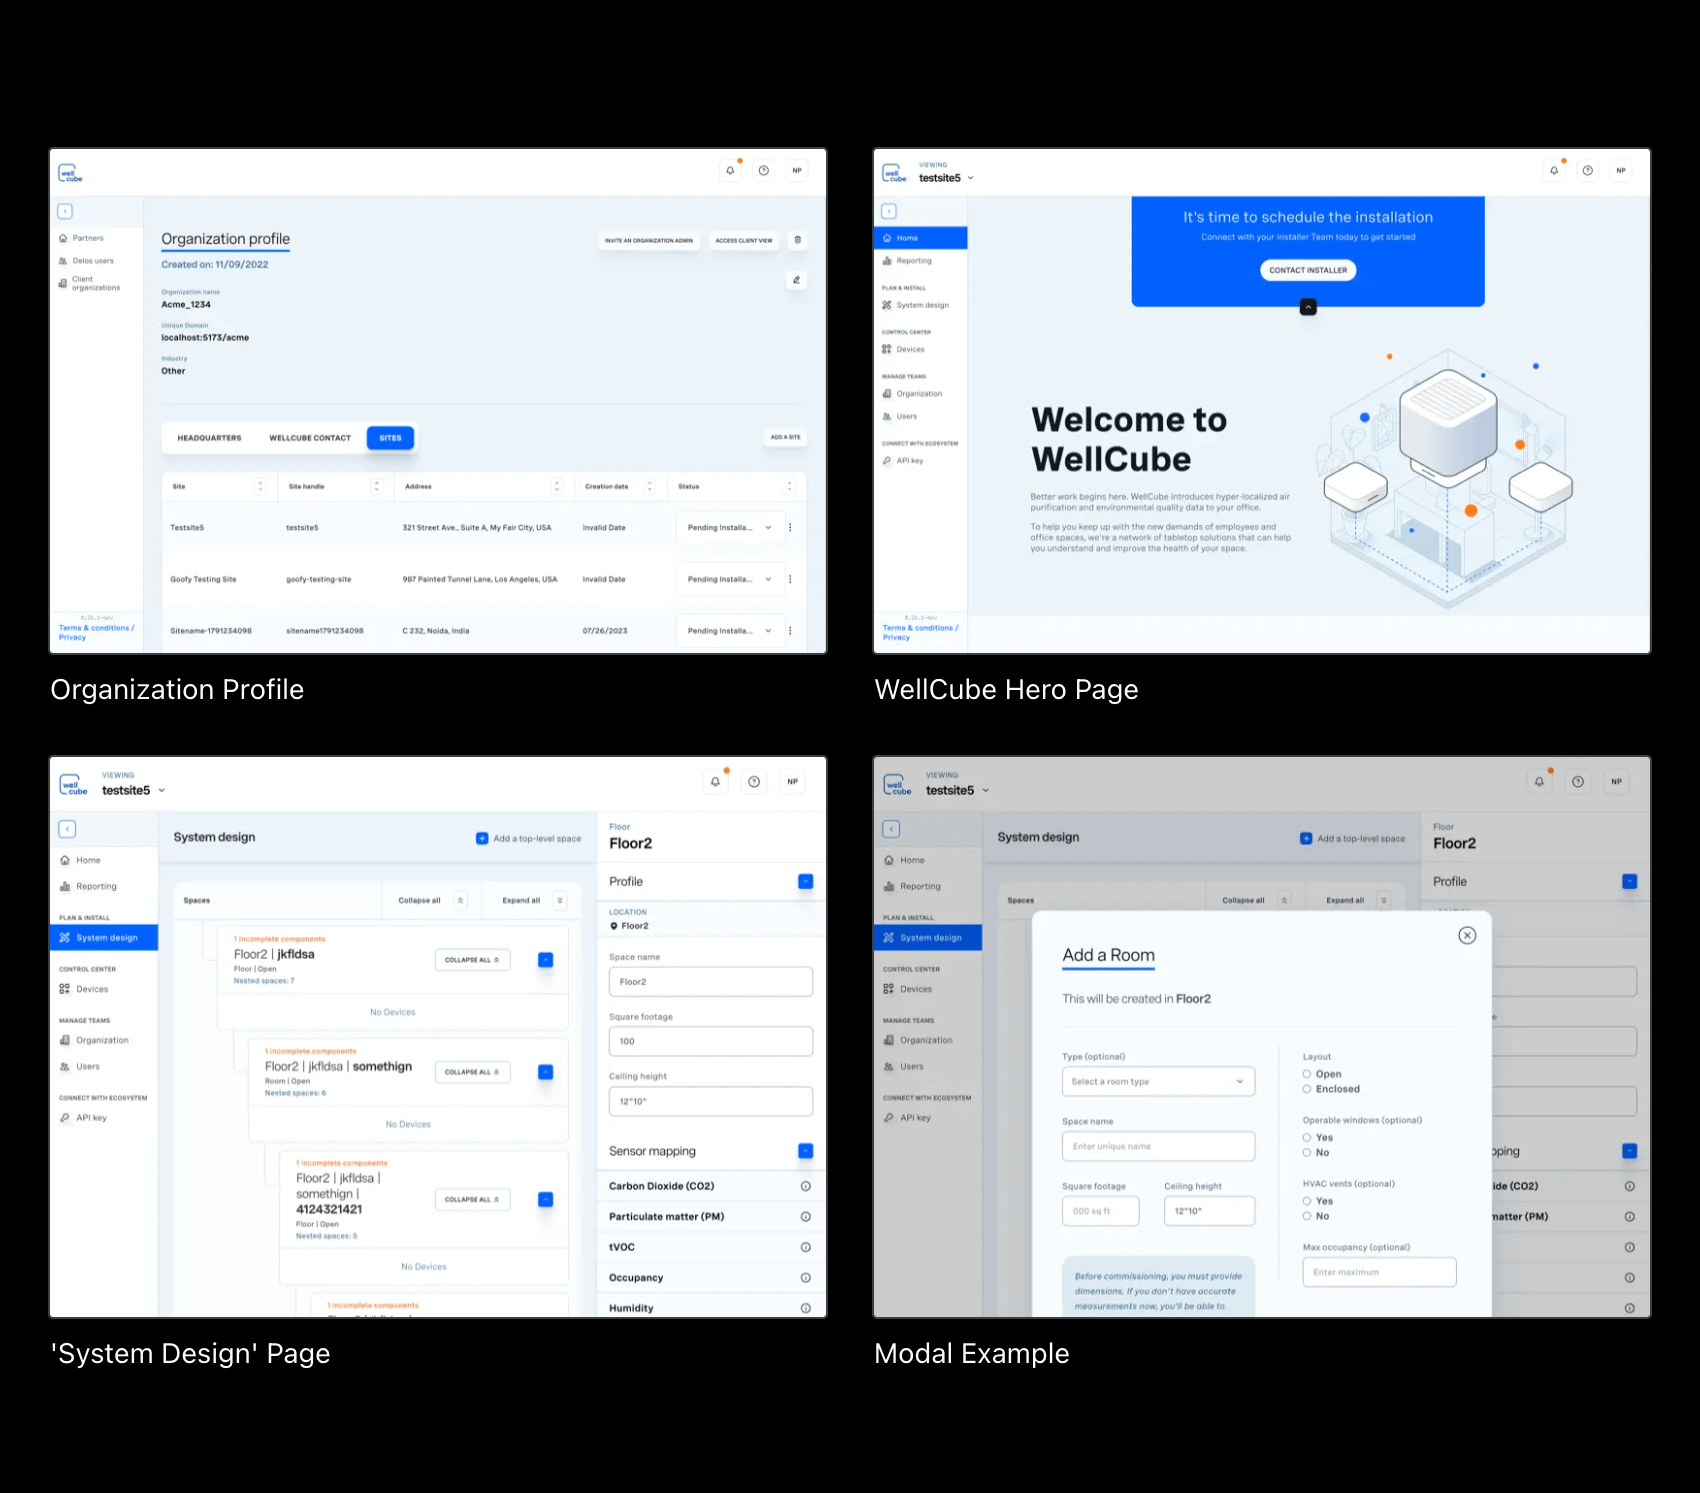 well
cube
NP
Partners
Delos users
Client
organizations
0.26.2-dev
Terms & conditions /
Privacy
Organization profile
INVITE AN ORGANIZATION ADMIN
ACCESS CLIENT VIEW
Created on: 11/09/2022
Organization name
Acme_1234
Unique Domain
localhost:5173/acme
Industry
Other
HEADQUARTERS
WELLCUBE CONTACT
SITES
ADD A SITE
Site
Site handle
Address
Creation date
Status
Testsite5
testsite5
321 Street Ave., Suite A, My Fair City, USA
Invalid Date
Pending Installa...
Goofy Testing Site
goofy-testing-site
987 Painted Tunnel Lane, Los Angeles, USA
Invalid Date
Pending Installa...
Sitename-1791234098
sitename1791234098
C 232, Noida, India
07/26/2023
Pending Installa...
Organization Profile
well
cube
VIEWING
testsite5
NP
Home
Reporting
PLAN & INSTALL
System design
CONTROL CENTER
Devices
MANAGE TEAMS
Organization
Users
CONNECT WITH ECOSYSTEM
API key
Terms & conditions /
Privacy
It's time to schedule the installation
Connect with your Installer Team today to get started
CONTACT INSTALLER
Welcome to
WellCube
Better work begins here. WellCube introduces hyper-localized air
purification and environmental quality data to your office.
To help you keep up with the new demands of employees and
office spaces, we're a network of tabletop solutions that can help
you understand and improve the health of your space.
WellCube Hero Page
well
cube
VIEWING
testsite5
NP
Home
Reporting
PLAN & INSTALL
System design
CONTROL CENTER
Devices
MANAGE TEAMS
Organization
Users
CONNECT WITH ECOSYSTEM
API key
System design
Add a top-level space
Spaces
Collapse all
Expand all
1 incomplete components
Floor2 | jkfldsa
Floor | Open
Nested spaces: 7
COLLAPSE ALL
No Devices
1 incomplete components
Floor2 | jkfldsa | somethign
Room | Open
Nested spaces: 6
COLLAPSE ALL
No Devices
1 incomplete components
Floor2 | jkfldsa |
somethign |
4124321421
Floor | Open
Nested spaces: 5
COLLAPSE ALL
No Devices
1 incomplete components
Floor
Floor2
Profile
LOCATION
Floor2
Space name
Floor2
Square footage
100
Ceiling height
12"10"
Sensor mapping
Carbon Dioxide (CO2)
Particulate matter (PM)
tVOC
Occupancy
Humidity
'System Design' Page
well
cube
VIEWING
testsite5
NP
Home
Reporting
PLAN & INSTALL
System design
CONTROL CENTER
Devices
MANAGE TEAMS
Organization
Users
CONNECT WITH ECOSYSTEM
API key
System design
Add a top-level space
Spaces
Collapse all
Expand all
Floor
Floor2
Profile
Add a Room
This will be created in Floor2
Type (optional)
Select a room type
Space name
Enter unique name
Square footage
000 sq ft
Ceiling height
12"10"
Before commissioning, you must provide
dimensions. If you don't have accurate
measurements now, you'll be able to
Layout
Open
Enclosed
Operable windows (optional)
Yes
No
HVAC vents (optional)
Yes
No
Max occupancy (optional)
Enter maximum
Modal Example